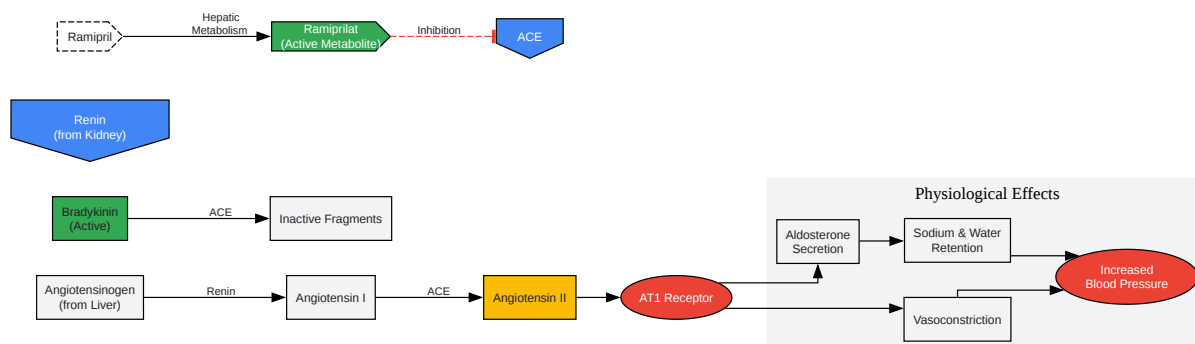 Hepatic
Metabolism
Ramipril
Ramiprilat
(Active Metabolite)
Inhibition
ACE
Renin
(from Kidney)
Physiological Effects
Bradykinin
(Active)
ACE
Inactive Fragments
Aldosterone
Secretion
Sodium & Water
Retention
Increased
Blood Pressure
Angiotensinogen
(from Liver)
Renin
Angiotensin I
ACE
Angiotensin II
AT1 Receptor
Vasoconstriction